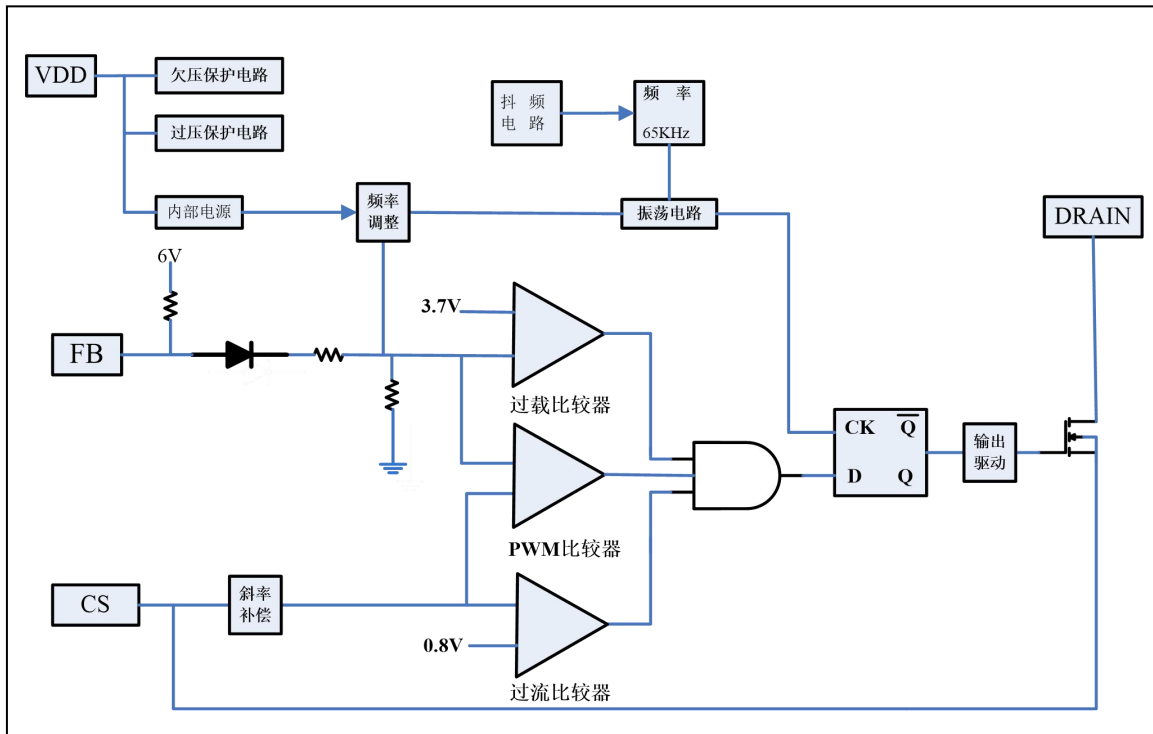 VDD
欠压保护电路
过压保护电路
内部电源
抖 频
电 路
频 率
65KHz
频率
调整
振荡电路
DRAIN
6V
3.7V
FB
过载比较器
CK
Q
D
Q
输出
驱动
PWM比较器
CS
斜率
补偿
0.8V
过流比较器